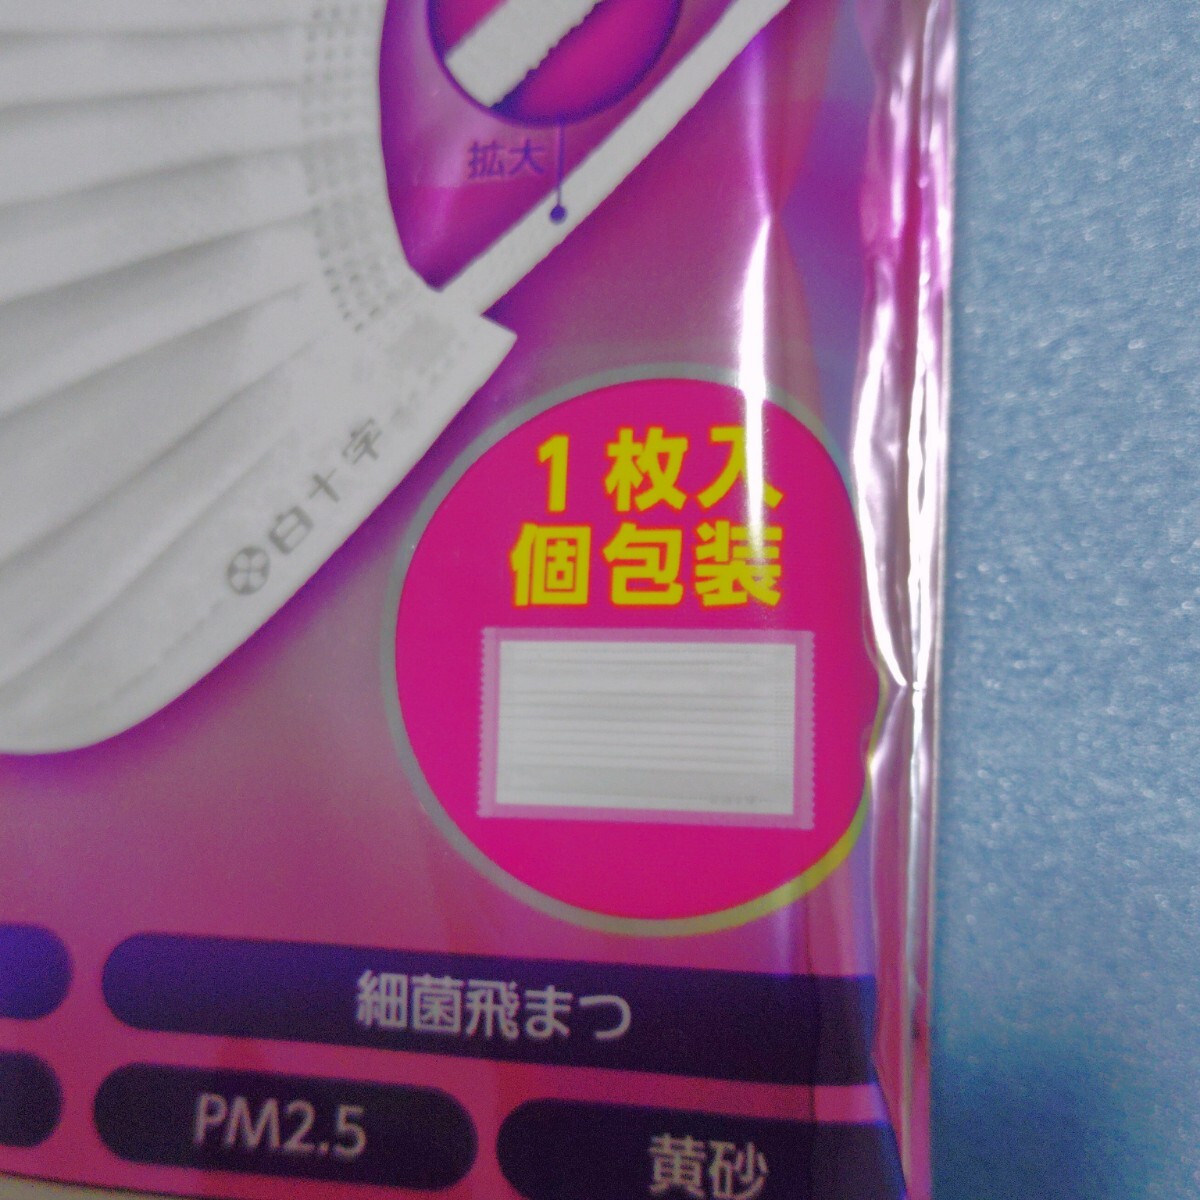 拡大
白十字
1枚入
個包装
細菌飛まつ
PM2.5
黄砂